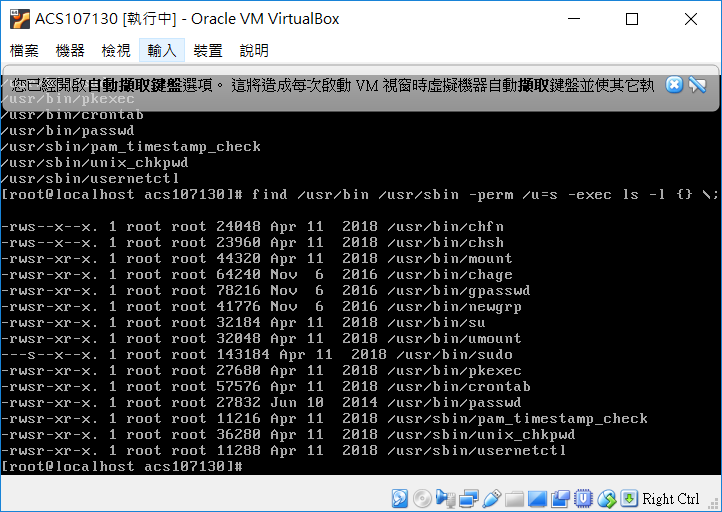 ACS107130 [執行中] - Oracle VM VirtualBox
檔案 機器 檢視 輸入 裝置 說明
您已經開啟自動擷取鍵盤選項。 這將造成每次啟動 VM 視窗時虛擬機器自動擷取鍵盤並使其它執
/usr/bin/pkexec
/usr/bin/crontab
/usr/bin/passwd
/usr/sbin/pam_timestamp_check
/usr/sbin/unix_chkpwd
/usr/sbin/usernetctl
[root@localhost acs107130]# find /usr/bin /usr/sbin -perm /u=s -exec ls -l {} \;
-rws--x--x. 1 root root 24048 Apr 11  2018 /usr/bin/chfn
-rws--x--x. 1 root root 23960 Apr 11  2018 /usr/bin/chsh
-rwsr-xr-x. 1 root root 44320 Apr 11  2018 /usr/bin/mount
-rwsr-xr-x. 1 root root 64240 Nov  6  2016 /usr/bin/chage
-rwsr-xr-x. 1 root root 78216 Nov  6  2016 /usr/bin/gpasswd
-rwsr-xr-x. 1 root root 41776 Nov  6  2016 /usr/bin/newgrp
-rwsr-xr-x. 1 root root 32184 Apr 11  2018 /usr/bin/su
-rwsr-xr-x. 1 root root 32048 Apr 11  2018 /usr/bin/umount
---s--x--x. 1 root root 143184 Apr 11  2018 /usr/bin/sudo
-rwsr-xr-x. 1 root root 27680 Apr 11  2018 /usr/bin/pkexec
-rwsr-xr-x. 1 root root 57576 Apr 11  2018 /usr/bin/crontab
-rwsr-xr-x. 1 root root 27832 Jun 10  2014 /usr/bin/passwd
-rwsr-xr-x. 1 root root 11216 Apr 11  2018 /usr/sbin/pam_timestamp_check
-rwsr-xr-x. 1 root root 36280 Apr 11  2018 /usr/sbin/unix_chkpwd
-rwsr-xr-x. 1 root root 11288 Apr 11  2018 /usr/sbin/usernetctl
[root@localhost acs107130]#
Right Ctrl